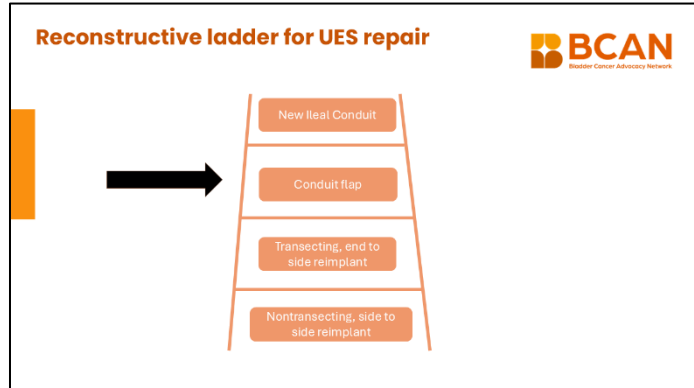 Reconstructive ladder for UES repair
BCAN
Bladder Cancer Advocacy Network
New Ileal Conduit
Conduit flap
Transecting, end to
side reimplant
Nontransecting, side to
side reimplant